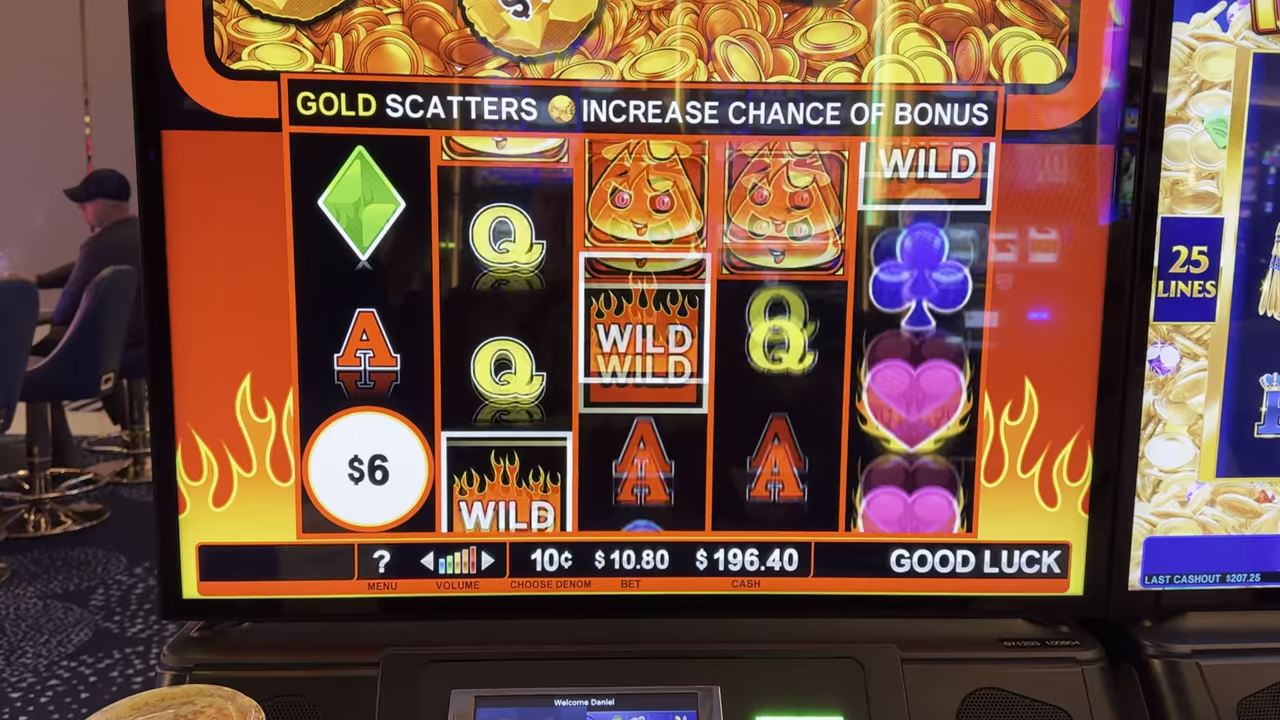 $
GOLD SCATTERS INCREASE CHANCE OF BONUS
WILD
Q
A
Q
WILD
WILD
Q
Q
$6
A
A
WILD
25
LINES
? 10¢ $10.80 $196.40 GOOD LUCK
MENU VOLUME CHOOSE DENOM BET CASH
LAST CASHOUT $207.25
Welcome Daniel